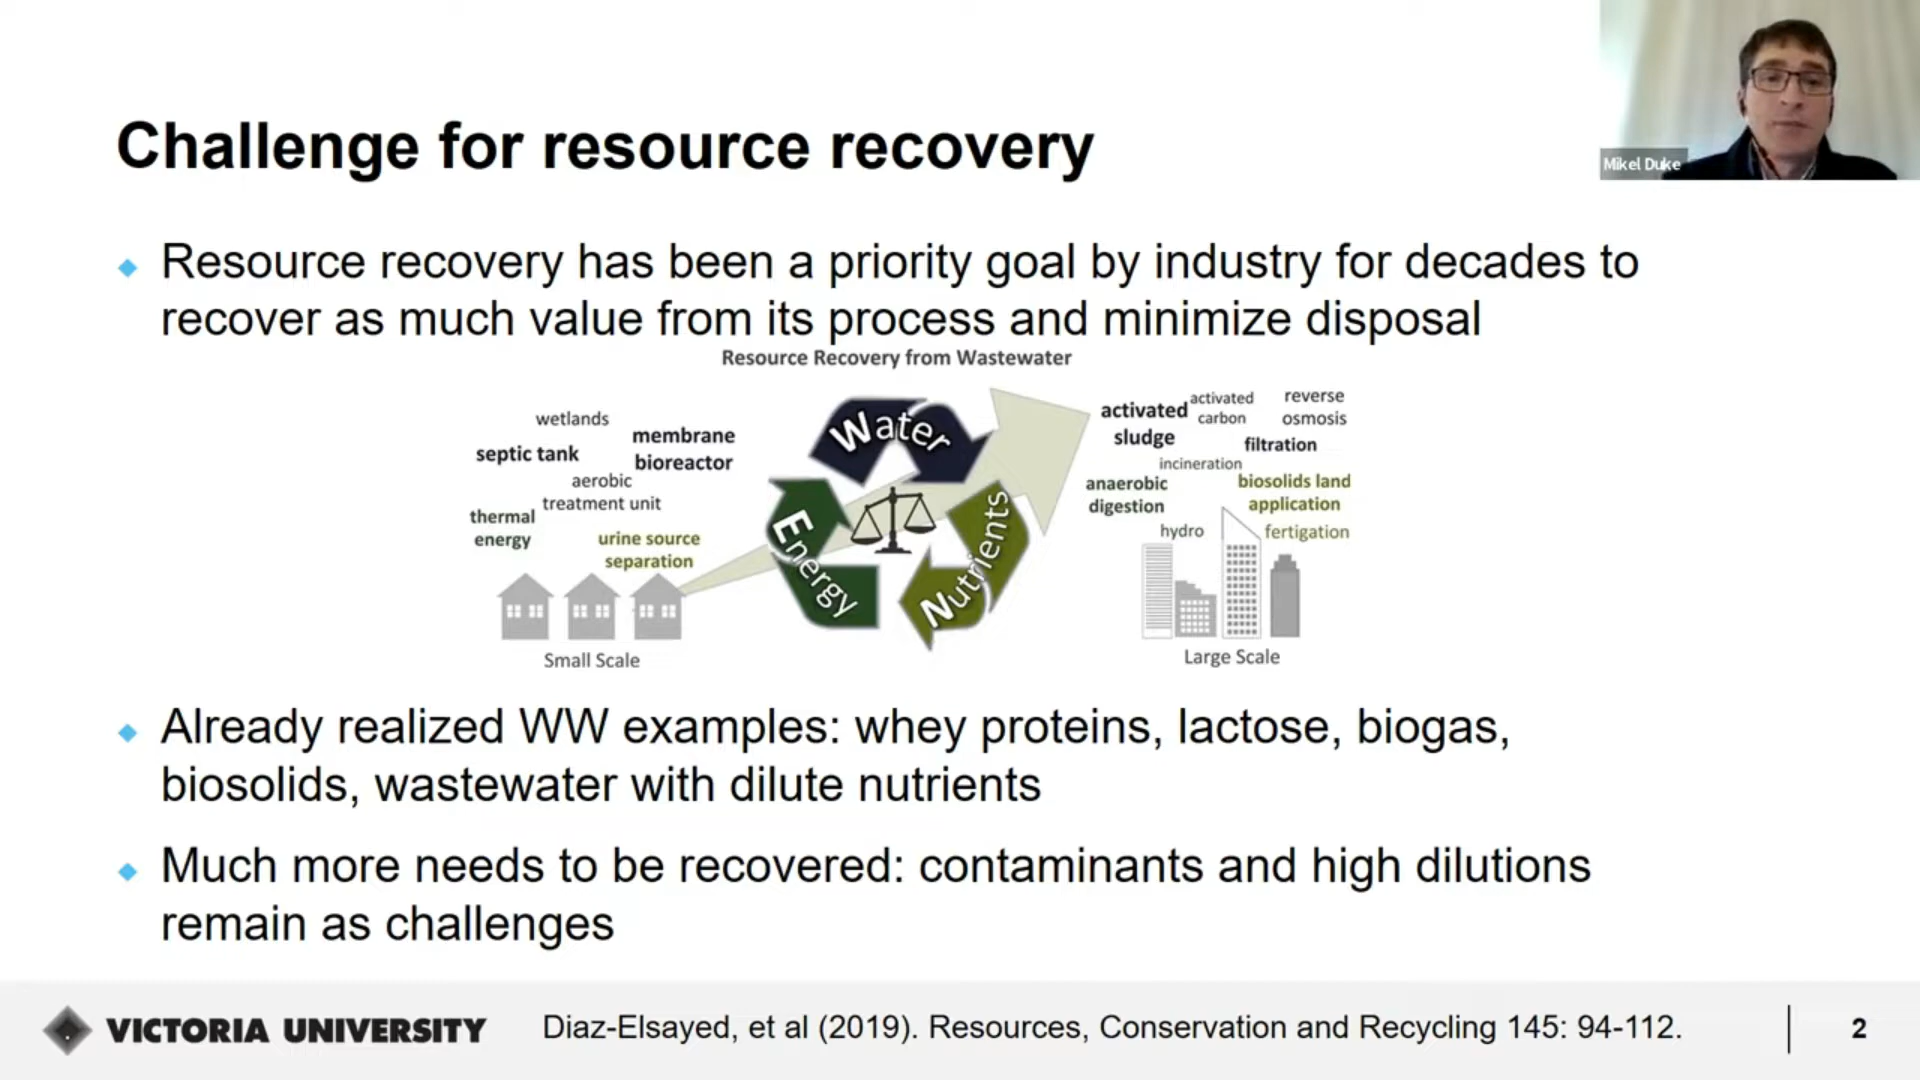 Challenge for resource recovery
Mikel Duke
Resource recovery has been a priority goal by industry for decades to
recover as much value from its process and minimize disposal
Resource Recovery from Wastewater
wetlands
septic tank
membrane
bioreactor
aerobic
treatment unit
thermal
energy
urine source
separation
Small Scale
Water
Energy
Nutrients
activated
sludge
activated
carbon
reverse
osmosis
filtration
incineration
anaerobic
digestion
biosolids land
application
hydro
fertigation
Large Scale
Already realized WW examples: whey proteins, lactose, biogas,
biosolids, wastewater with dilute nutrients
Much more needs to be recovered: contaminants and high dilutions
remain as challenges
VICTORIA UNIVERSITY
Diaz-Elsayed, et al (2019). Resources, Conservation and Recycling 145: 94-112.
2